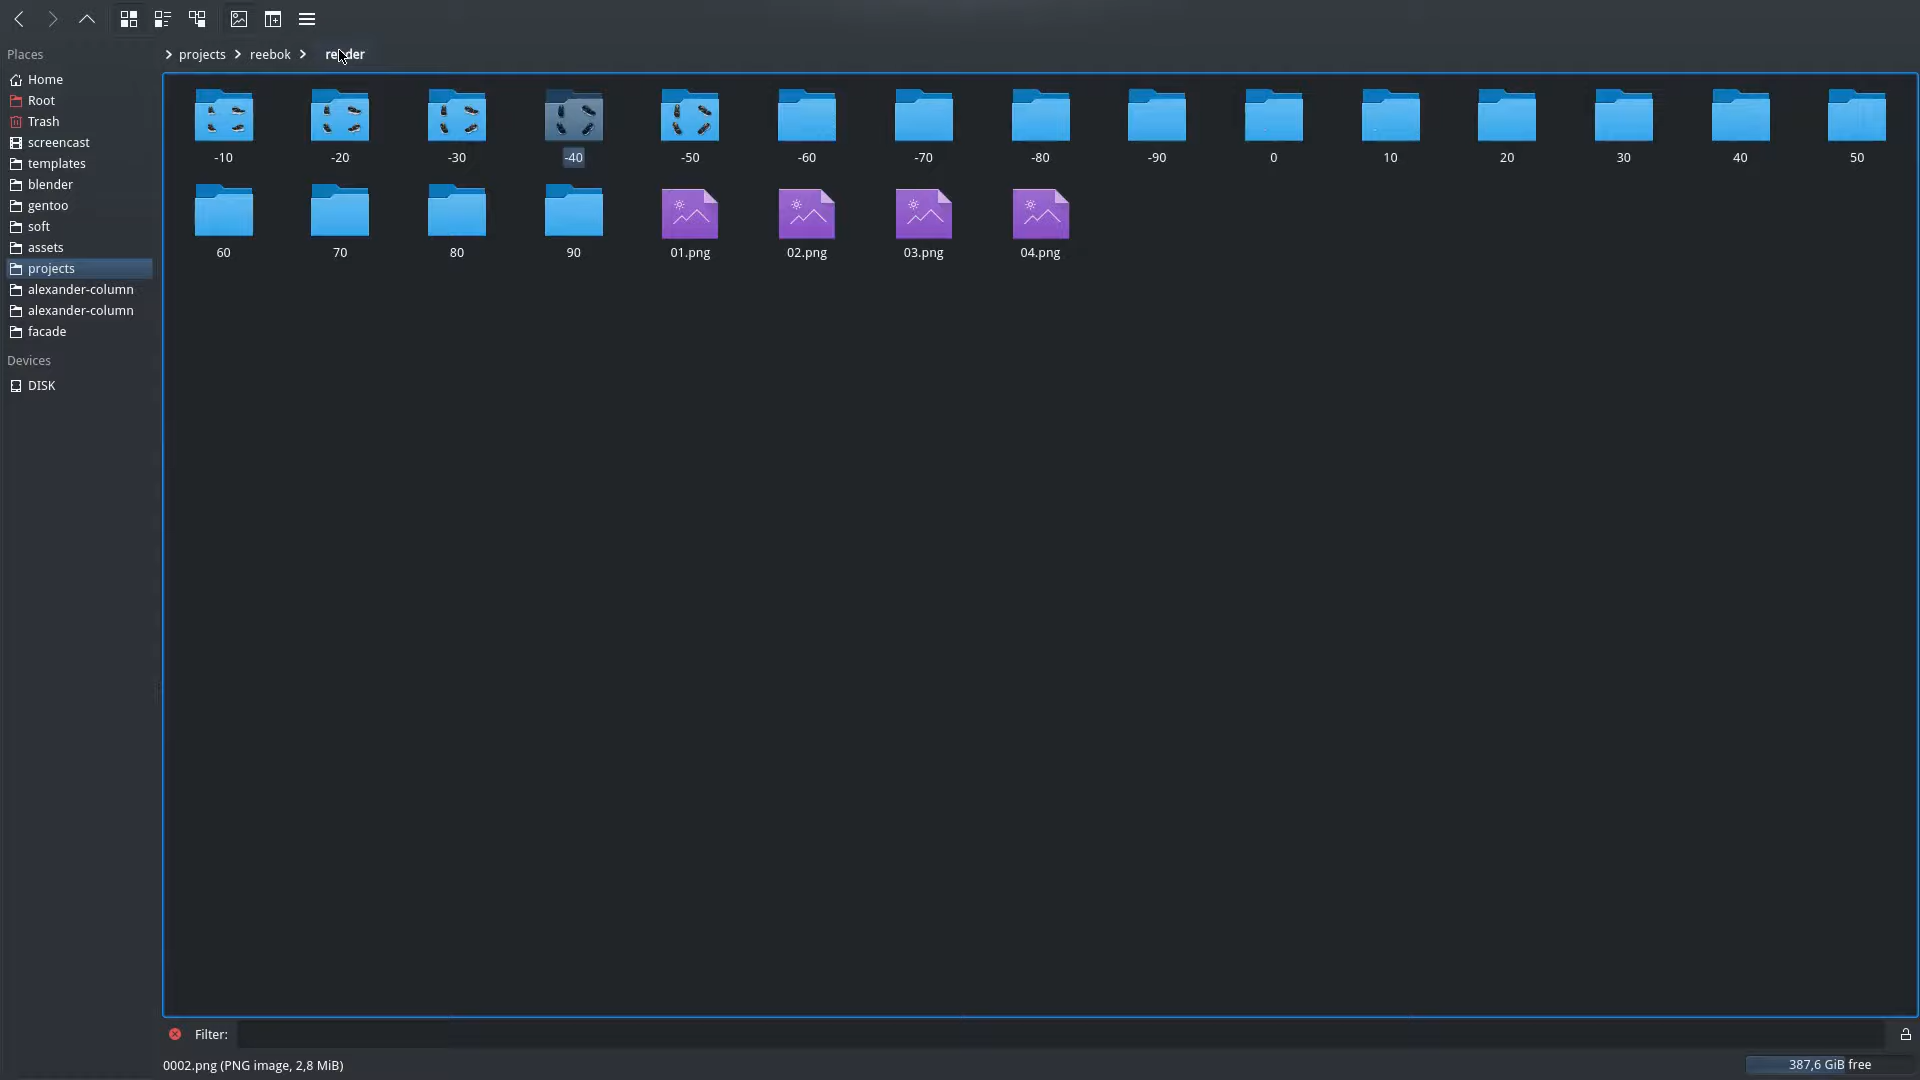 Places
Home
Root
Trash
screencast
templates
blender
gentoo
soft
assets
projects
alexander-column
alexander-column
facade
Devices
DISK
projects reebok render
-10 -20 -30 -40 -50 -60 -70 -80 -90 0 10 20 30 40 50
60 70 80 90 01.png 02.png 03.png 04.png
Filter:
0002.png (PNG image, 2,8 MiB)
387,6 GiB free